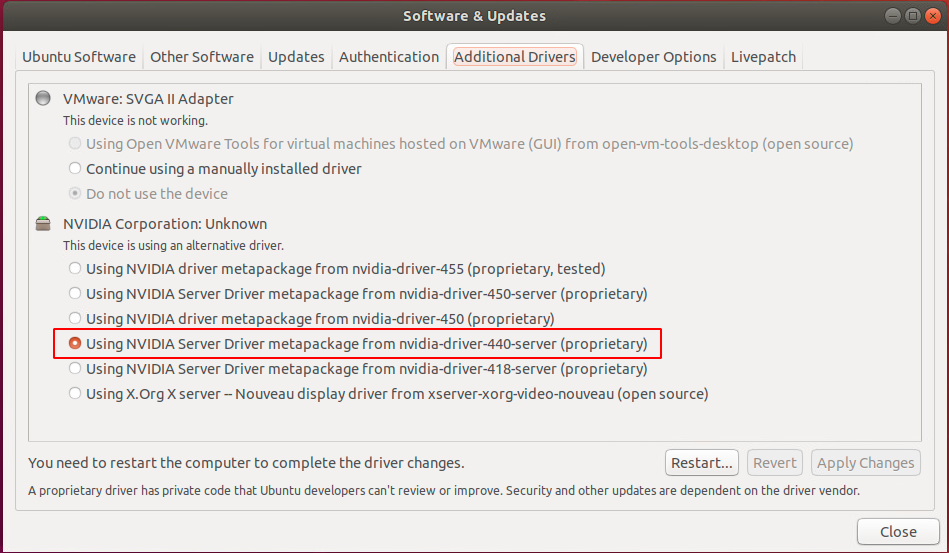 Software & Updates
Ubuntu Software Other Software Updates Authentication Additional Drivers Developer Options Livepatch
VMware: SVGA II Adapter
This device is not working.
Using Open VMware Tools for virtual machines hosted on VMware (GUI) from open-vm-tools-desktop (open source)
Continue using a manually installed driver
Do not use the device
NVIDIA Corporation: Unknown
This device is using an alternative driver.
Using NVIDIA driver metapackage from nvidia-driver-455 (proprietary, tested)
Using NVIDIA Server Driver metapackage from nvidia-driver-450-server (proprietary)
Using NVIDIA driver metapackage from nvidia-driver-450 (proprietary)
Using NVIDIA Server Driver metapackage from nvidia-driver-440-server (proprietary)
Using NVIDIA Server Driver metapackage from nvidia-driver-418-server (proprietary)
Using X.Org X server -- Nouveau display driver from xserver-xorg-video-nouveau (open source)
You need to restart the computer to complete the driver changes. Restart... Revert Apply Changes
A proprietary driver has private code that Ubuntu developers can't review or improve. Security and other updates are dependent on the driver vendor.
Close